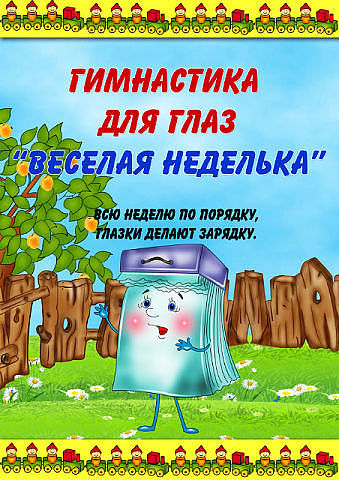 ГИМНАСТИКА
ДЛЯ ГЛАЗ
"ВЕСЕЛАЯ НЕДЕЛЬКА"
ВСЮ НЕДЕЛЮ ПО ПОРЯДКУ,
ГЛАЗКИ ДЕЛАЮТ ЗАРЯДКУ.